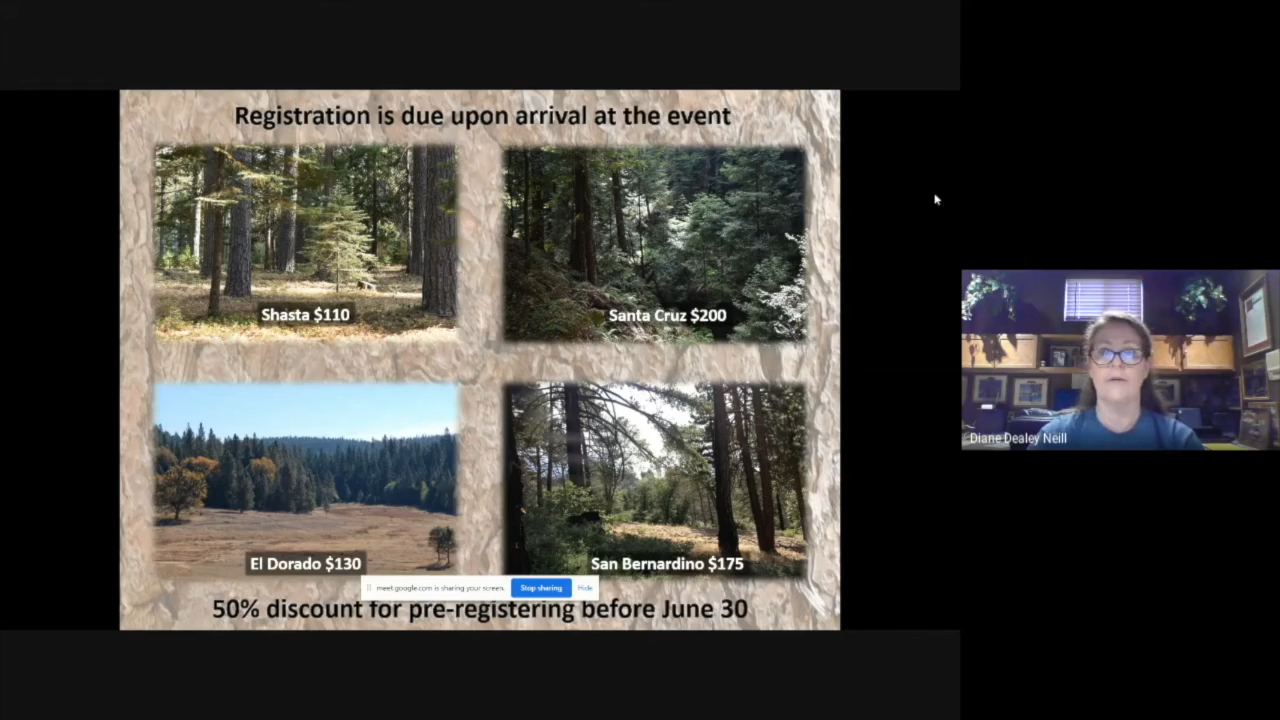 Registration is due upon arrival at the event
Shasta $110
Santa Cruz $200
El Dorado $130
San Bernardino $175
meet.google.com is sharing your screen.
Stop sharing
Hide
50% discount for pre-registering before June 30
Diane Dealey Neill